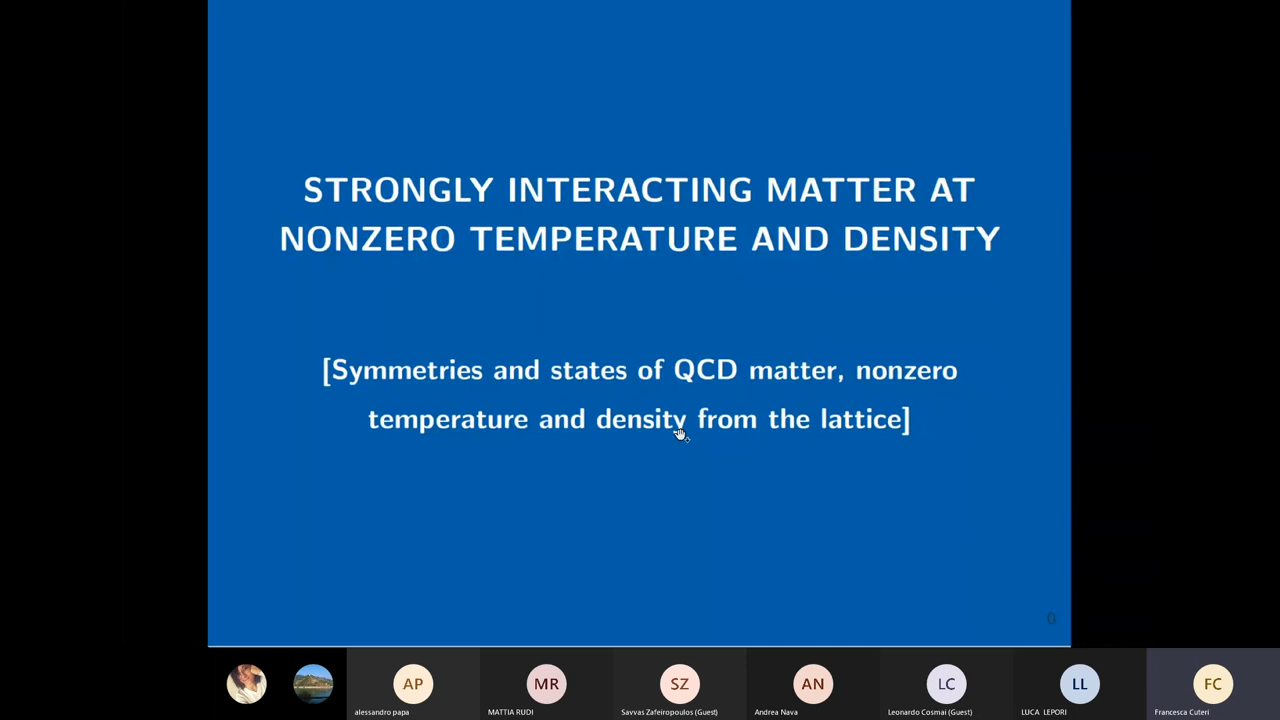 STRONGLY INTERACTING MATTER AT
NONZERO TEMPERATURE AND DENSITY
[Symmetries and states of QCD matter, nonzero
temperature and density from the lattice]
0
AP
MR
SZ
AN
LC
LL
FC
alessandro papa
MATTIA RUDI
Savvas Zafeiropoulos (Guest)
Andrea Nava
Leonardo Cosmai (Guest)
LUCA LEPORI
Francesca Cuteri